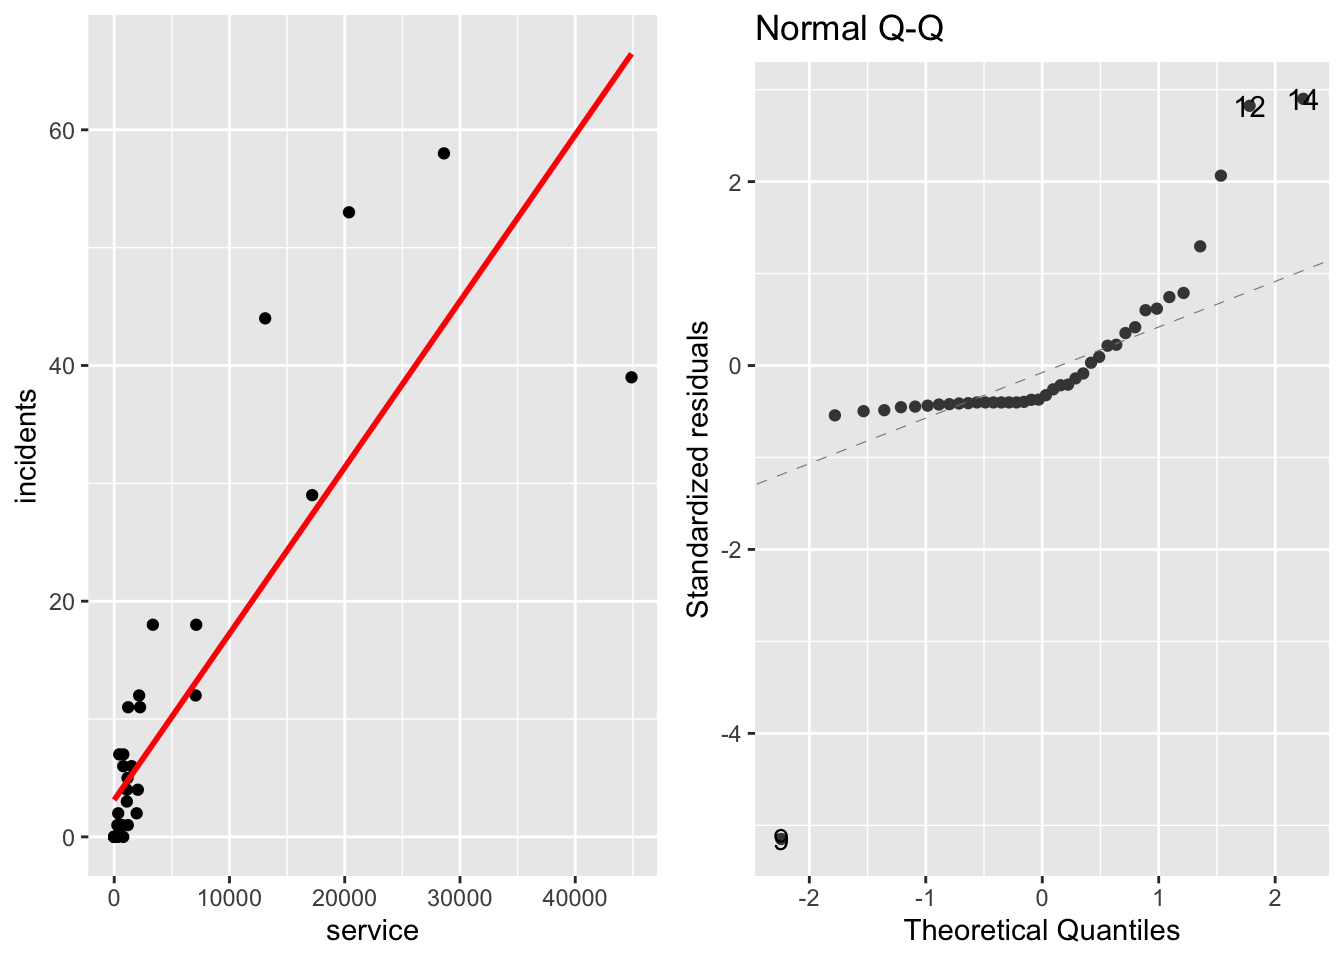 incidents
60
40
20
0
0 10000 20000 30000 40000
service
Normal Q-Q
Standardized residuals
2
0
-2
-4
12
14
9
-2 -1 0 1 2
Theoretical Quantiles